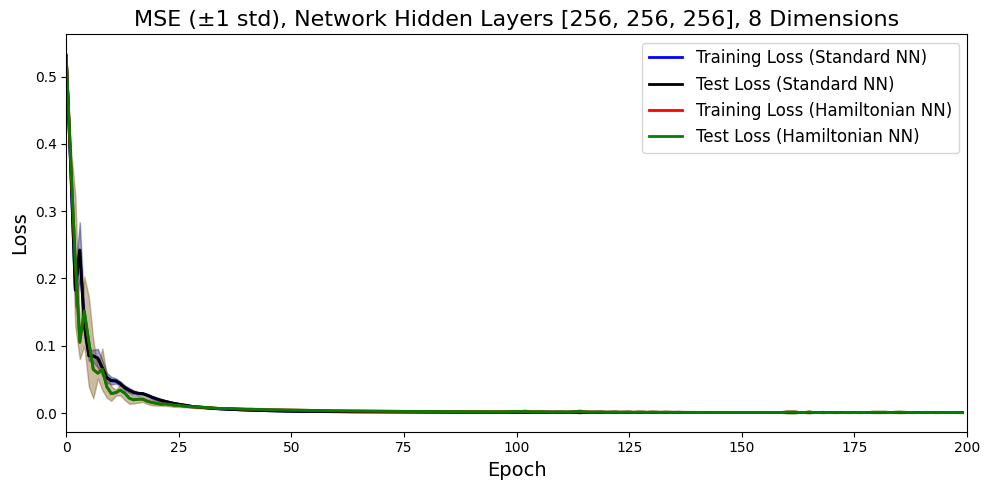 MSE (±1 std), Network Hidden Layers [256, 256, 256], 8 Dimensions
Training Loss (Standard NN)
Test Loss (Standard NN)
Training Loss (Hamiltonian NN)
Test Loss (Hamiltonian NN)
Loss
0.5
0.4
0.3
0.2
0.1
0.0
0 25 50 75 100 125 150 175 200
Epoch